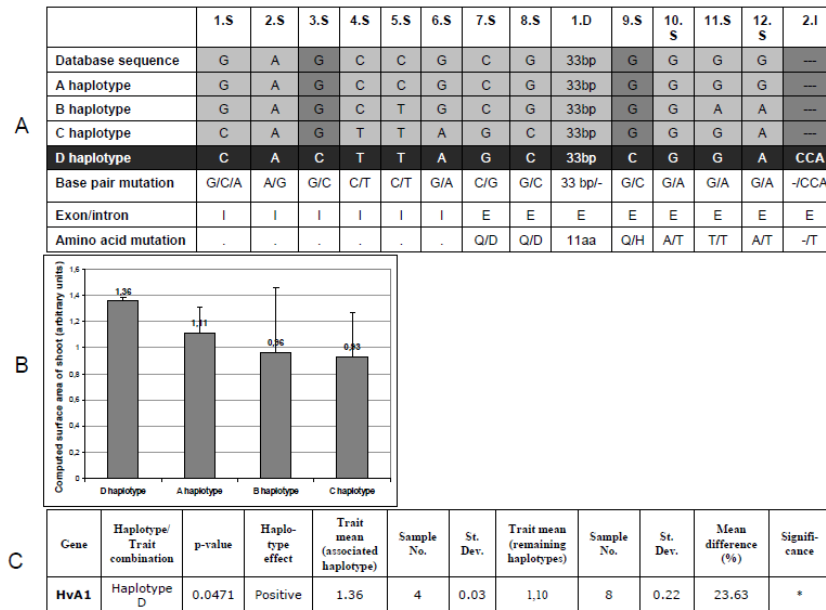 A
1.S 2.S 3.S 4.S 5.S 6.S 7.S 8.S 1.D 9.S 10. S 11.S 12. S 2.I
Database sequence G A G C C G C G 33bp G G G G ---
A haplotype G A G C C G C G 33bp G G G G ---
B haplotype G A G C T G C G 33bp G G A A ---
C haplotype C A G T T A G C 33bp G G G A ---
D haplotype C A C T T A G C 33bp C G G A CCA
Base pair mutation G/C/A A/G G/C C/T C/T G/A C/G G/C 33 bp/- G/C G/A G/A G/A -/CCA
Exon/intron I I I I I I E E E E E E E E
Amino acid mutation . . . . . . Q/D Q/D 11aa Q/H A/T T/T A/T -/T
B
Computed surface area of shoot (arbitrary units)
1,6
1,4
1,2
1
0,8
0,6
0,4
0,2
0
1,36
1,11
0,96
0,93
D haplotype A haplotype B haplotype C haplotype
C
Gene Haplotype/ Trait combination p-value Haplo- type effect Trait mean (associated haplotype) Sample No. St. Dev. Trait mean (remaining haplotypes) Sample No. St. Dev. Mean difference (%) Signifi- cance
HvA1 Haplotype D 0.0471 Positive 1.36 4 0.03 1,10 8 0.22 23.63 *